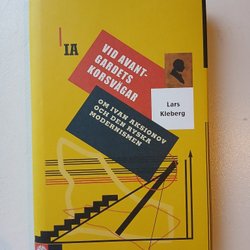 IA
VID AVANT-
GARDETS
KORSVÄGAR
Lars
Kleberg
OM IVAN AKSIONOV
OCH DEN RYSKA
MODERNISMEN